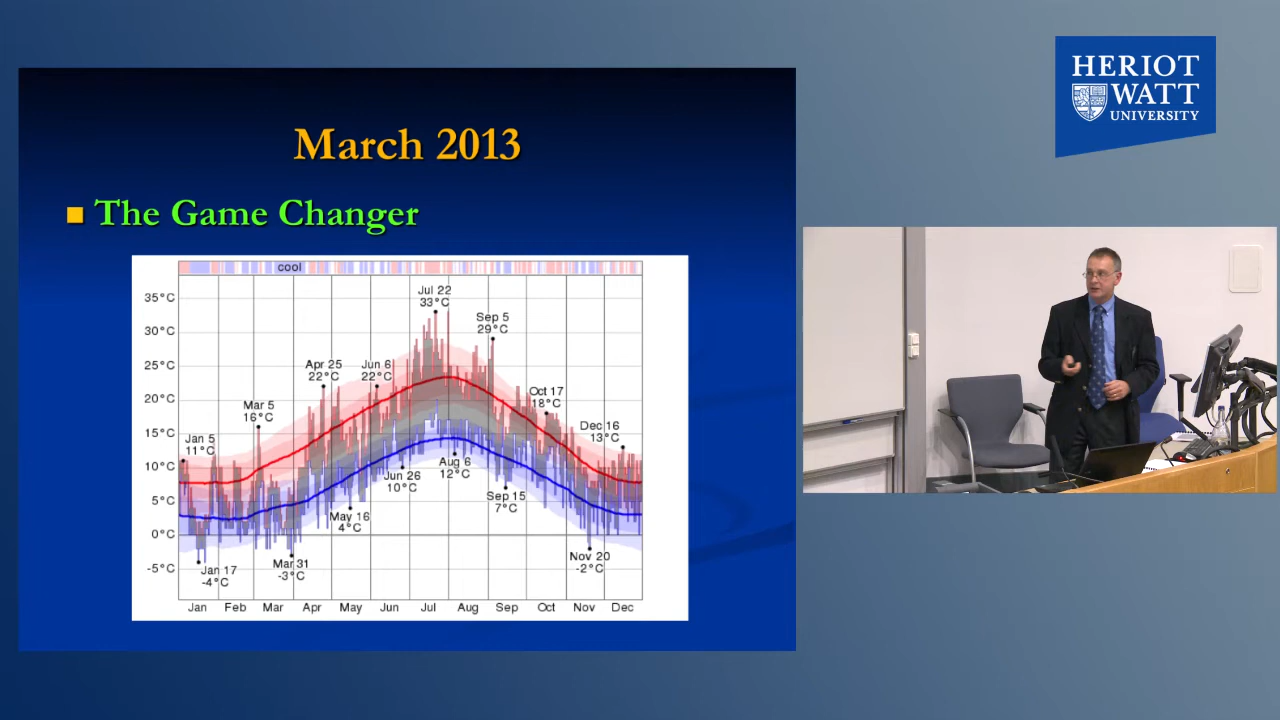 HERIOT
WATT
UNIVERSITY
March 2013
The Game Changer
cool
35°C
30°C
25°C
20°C
15°C
10°C
5°C
0°C
-5°C
Jan 5
11°C
Jan 17
-4°C
Mar 5
16°C
Mar 31
-3°C
Apr 25
22°C
May 16
4°C
Jun 6
22°C
Jun 26
10°C
Jul 22
33°C
Aug 6
12°C
Sep 5
29°C
Sep 15
7°C
Oct 17
18°C
Nov 20
-2°C
Dec 16
13°C
Jan Feb Mar Apr May Jun Jul Aug Sep Oct Nov Dec